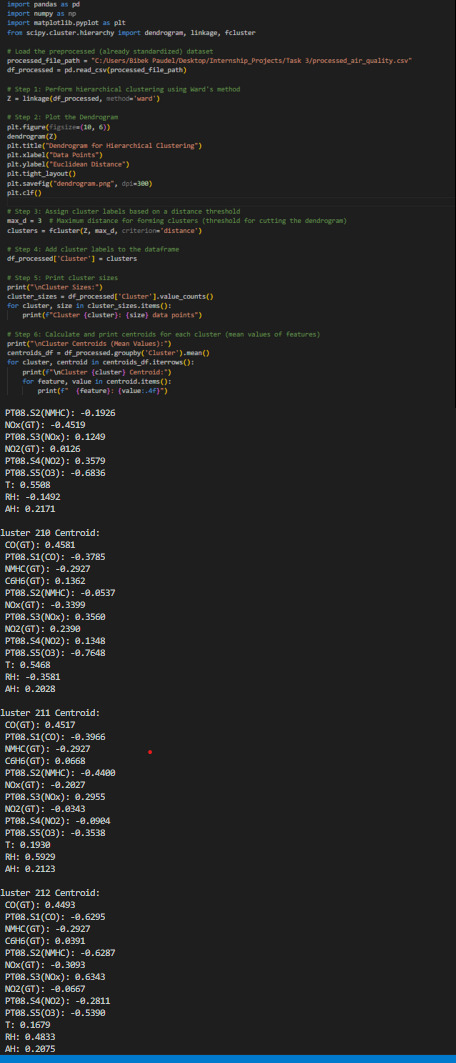 import pandas as pd
import numpy as np
import matplotlib.pyplot as plt
from scipy.cluster.hierarchy import dendrogram, linkage, fcluster
# Load the preprocessed (already standardized) dataset
processed_file_path = "C:/Users/Bibek Paudel/Desktop/Internship_Projects/Task 3/processed_air_quality.csv"
df_processed = pd.read_csv(processed_file_path)
# Step 1: Perform hierarchical clustering using Ward's method
Z = linkage(df_processed, method='ward')
# Step 2: Plot the Dendrogram
plt.figure(figsize=(10, 6))
dendrogram(Z)
plt.title("Dendrogram for Hierarchical Clustering")
plt.xlabel("Data Points")
plt.ylabel("Euclidean Distance")
plt.tight_layout()
plt.savefig("dendrogram.png", dpi=300)
plt.clf()
# Step 3: Assign cluster labels based on a distance threshold
max_d = 3  # Maximum distance for forming clusters (threshold for cutting the dendrogram)
clusters = fcluster(Z, max_d, criterion='distance')
# Step 4: Add cluster labels to the dataframe
df_processed['Cluster'] = clusters
# Step 5: Print cluster sizes
print("\nCluster Sizes:")
cluster_sizes = df_processed['Cluster'].value_counts()
for cluster, size in cluster_sizes.items():
    print(f"Cluster {cluster}: {size} data points")
# Step 6: Calculate and print centroids for each cluster (mean values of features)
print("\nCluster Centroids (Mean Values):")
centroids_df = df_processed.groupby('Cluster').mean()
for cluster, centroid in centroids_df.iterrows():
    print(f"\nCluster {cluster} Centroid:")
    for feature, value in centroid.items():
        print(f"  {feature}: {value:.4f}")
PT08.S2(NMHC): -0.1926
NOx(GT): -0.4519
PT08.S3(NOx): 0.1249
NO2(GT): 0.0126
PT08.S4(NO2): 0.3579
PT08.S5(O3): -0.6836
T: 0.5508
RH: -0.1492
AH: 0.2171
luster 210 Centroid:
CO(GT): 0.4581
PT08.S1(CO): -0.3785
NMHC(GT): -0.2927
C6H6(GT): 0.1362
PT08.S2(NMHC): -0.0537
NOx(GT): -0.3399
PT08.S3(NOx): 0.3560
NO2(GT): 0.2390
PT08.S4(NO2): 0.1348
PT08.S5(O3): -0.7648
T: 0.5468
RH: -0.3581
AH: 0.2028
luster 211 Centroid:
CO(GT): 0.4517
PT08.S1(CO): -0.3966
NMHC(GT): -0.2927
C6H6(GT): 0.0668
PT08.S2(NMHC): -0.4400
NOx(GT): -0.2027
PT08.S3(NOx): 0.2955
NO2(GT): -0.0343
PT08.S4(NO2): -0.0904
PT08.S5(O3): -0.3538
T: 0.1930
RH: 0.5929
AH: 0.2123
luster 212 Centroid:
CO(GT): 0.4493
PT08.S1(CO): -0.6295
NMHC(GT): -0.2927
C6H6(GT): 0.0391
PT08.S2(NMHC): -0.6287
NOx(GT): -0.3093
PT08.S3(NOx): 0.6343
NO2(GT): -0.0667
PT08.S4(NO2): -0.2811
PT08.S5(O3): -0.5390
T: 0.1679
RH: 0.4833
AH: 0.2075